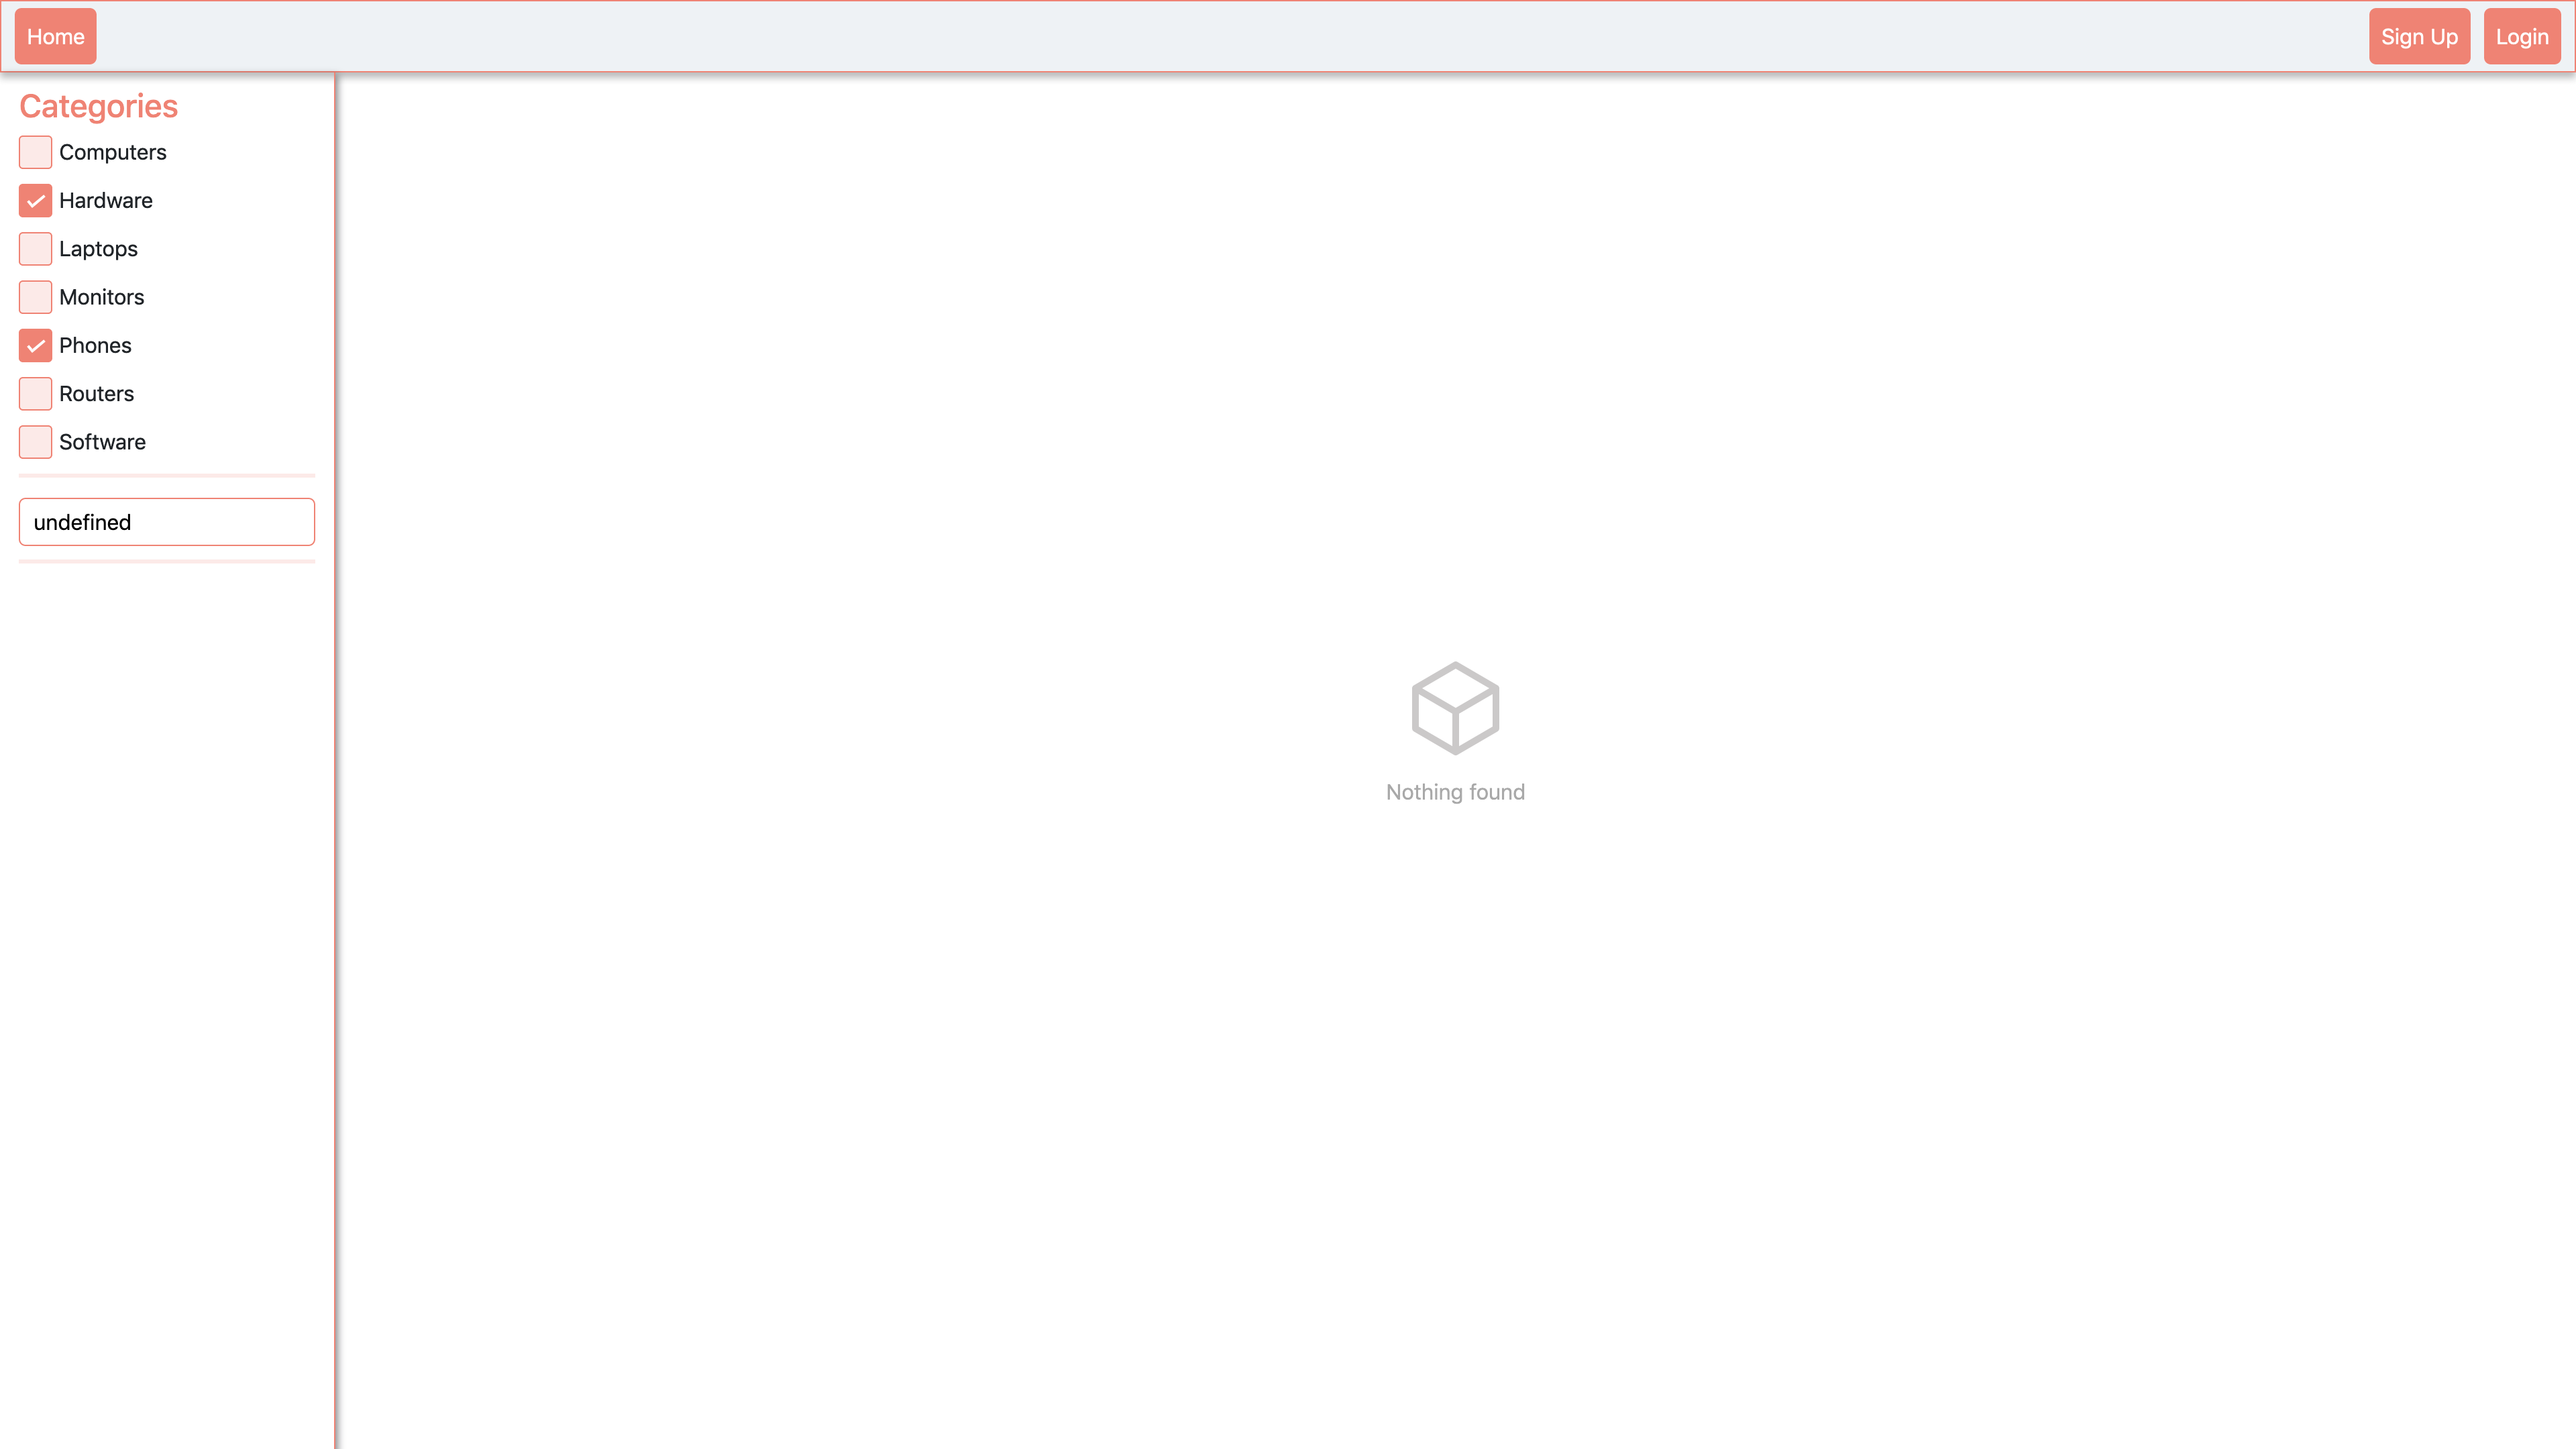 Home
Sign Up
Login
Categories
Computers
Hardware
Laptops
Monitors
Phones
Routers
Software
undefined
Nothing found